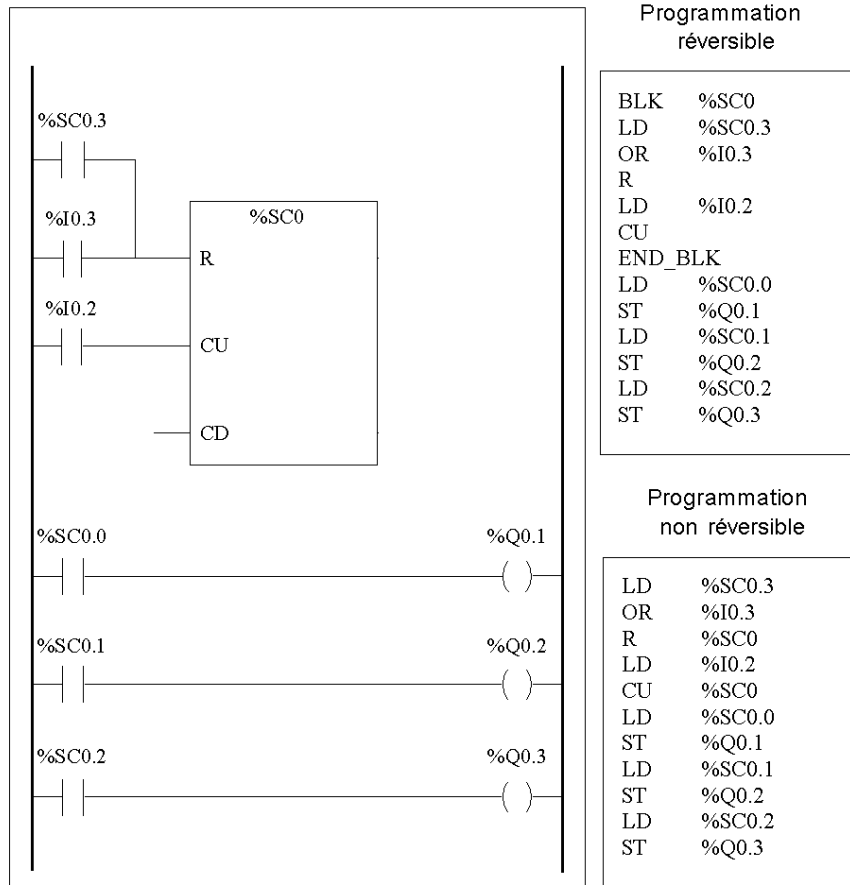 %SC0.3
%I0.3
%SC0
R
%I0.2
CU
CD
%SC0.0 %Q0.1
%SC0.1 %Q0.2
%SC0.2 %Q0.3
Programmation
réversible
BLK %SC0
LD %SC0.3
OR %I0.3
R
LD %I0.2
CU
END_BLK
LD %SC0.0
ST %Q0.1
LD %SC0.1
ST %Q0.2
LD %SC0.2
ST %Q0.3
Programmation
non réversible
LD %SC0.3
OR %I0.3
R %SC0
LD %I0.2
CU %SC0
LD %SC0.0
ST %Q0.1
LD %SC0.1
ST %Q0.2
LD %SC0.2
ST %Q0.3